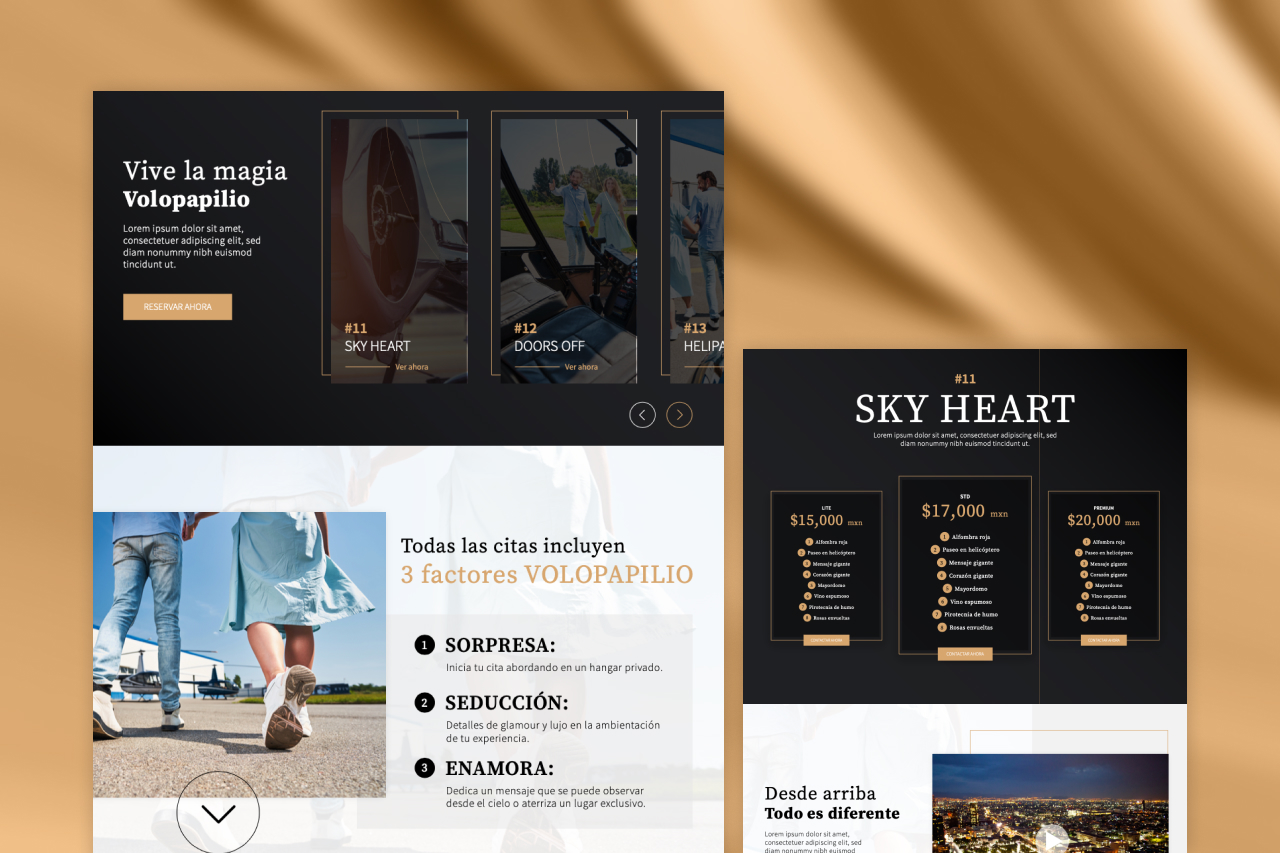 Vive la magia
Volopapilio
Lorem ipsum dolor sit amet,
consectetuer adipiscing elit, sed
diam nonummy nibh euismod
tincidunt ut.
RESERVAR AHORA
#11
SKY HEART
Ver ahora
#12
DOORS OFF
Ver ahora
#13
HELIPA
Todas las citas incluyen
3 factores VOLOPAPILIO
1 SORPRESA:
Inicia tu cita abordando en un hangar privado.
2 SEDUCCIÓN:
Detalles de glamour y lujo en la ambientación
de tu experiencia.
3 ENAMORA:
Dedica un mensaje que se puede observar
desde el cielo o aterriza un lugar exclusivo.
#11
SKY HEART
Lorem ipsum dolor sit amet, consectetuer adipiscing elit, sed
diam nonummy nibh euismod tincidunt ut.
LITE
$15,000 mxn
1 Alfombra roja
2 Paseo en helicóptero
3 Mensaje gigante
4 Corazón gigante
5 Mayordomo
6 Vino espumoso
7 Pirotecnia de humo
8 Rosas envueltas
CONTACTAR AHORA
STD
$17,000 mxn
1 Alfombra roja
2 Paseo en helicóptero
3 Mensaje gigante
4 Corazón gigante
5 Mayordomo
6 Vino espumoso
7 Pirotecnia de humo
8 Rosas envueltas
CONTACTAR AHORA
PREMIUM
$20,000 mxn
1 Alfombra roja
2 Paseo en helicóptero
3 Mensaje gigante
4 Corazón gigante
5 Mayordomo
6 Vino espumoso
7 Pirotecnia de humo
8 Rosas envueltas
CONTACTAR AHORA
Desde arriba
Todo es diferente
Lorem ipsum dolor sit amet,
consectetuer adipiscing elit, sed
diam nonummy nibh euismod